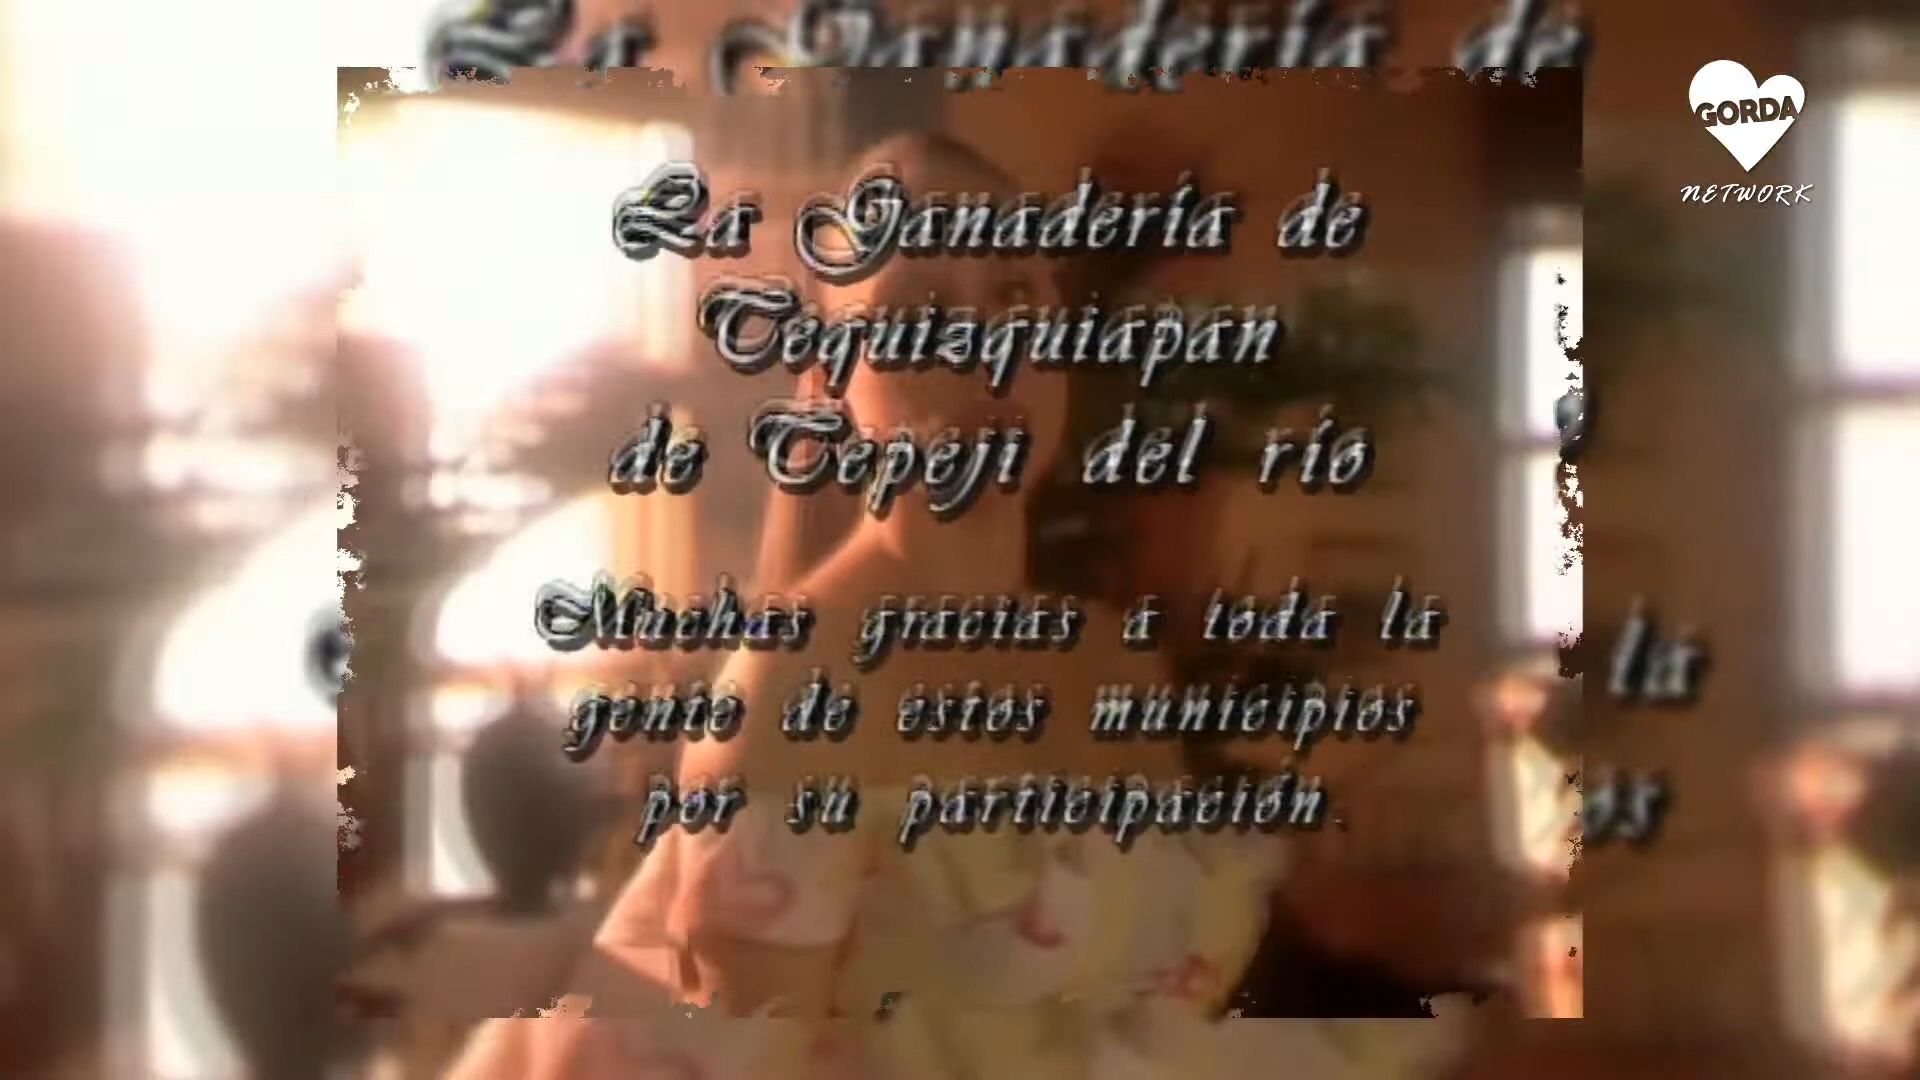 La Ganadería de
Tequizquiapan
de Tepeji del río
Muchas gracias a toda la
gente de estos municipios
por su participación.
GORDA
NETWORK